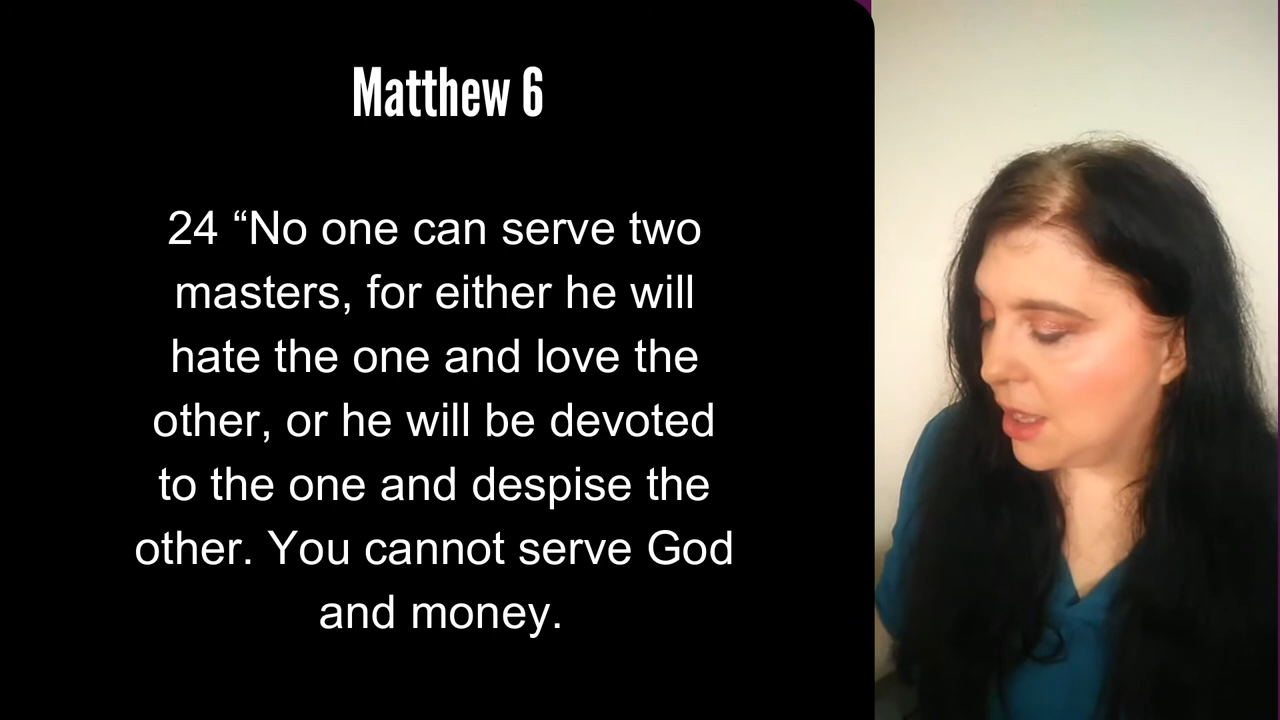 Matthew 6
24 “No one can serve two
masters, for either he will
hate the one and love the
other, or he will be devoted
to the one and despise the
other. You cannot serve God
and money.